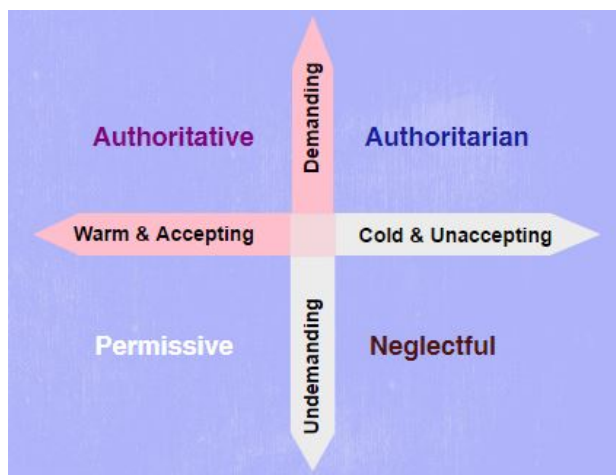 Demanding
Authoritative
Authoritarian
Warm & Accepting
Cold & Unaccepting
Permissive
Neglectful
Undemanding